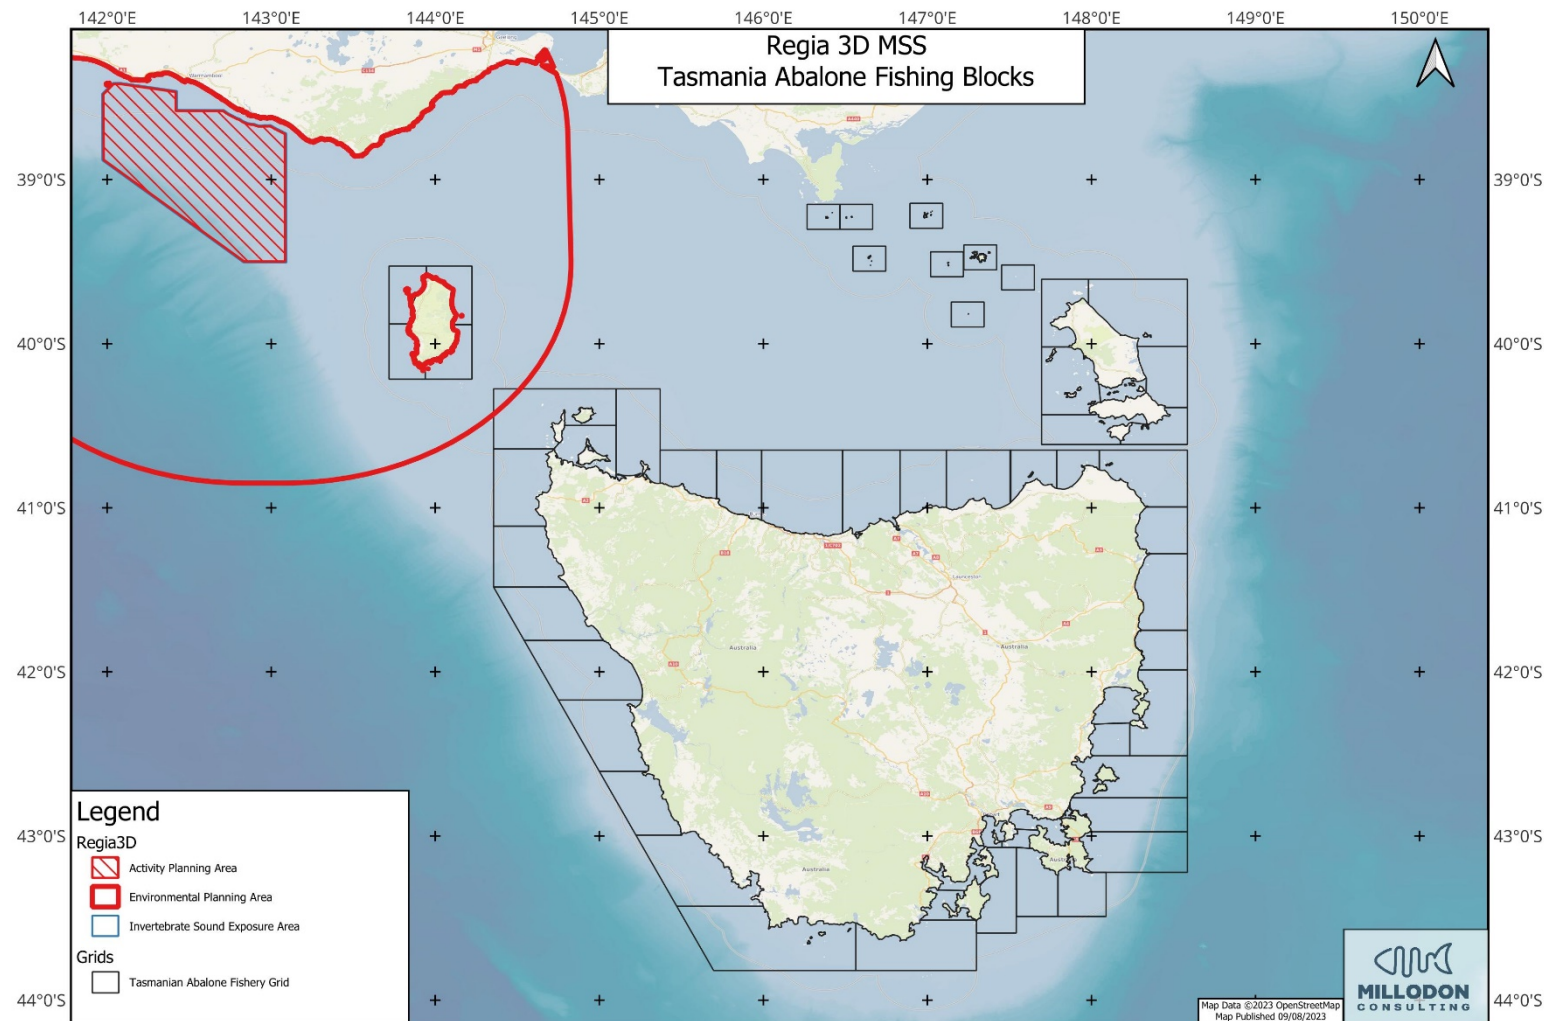 142°0'E 143°0'E 144°0'E 145°0'E 146°0'E 147°0'E 148°0'E 149°0'E 150°0'E
Regia 3D MSS
Tasmania Abalone Fishing Blocks
39°0'S 39°0'S
40°0'S 40°0'S
41°0'S 41°0'S
Launceston
Australia
Australia
42°0'S 42°0'S
43°0'S 43°0'S
Australia
44°0'S 44°0'S
Legend
Regia3D
Activity Planning Area
Environmental Planning Area
Invertebrate Sound Exposure Area
Grids
Tasmanian Abalone Fishery Grid
MILLODON
CONSULTING
Map Data ©2023 OpenStreetMap
Map Published 09/08/2023